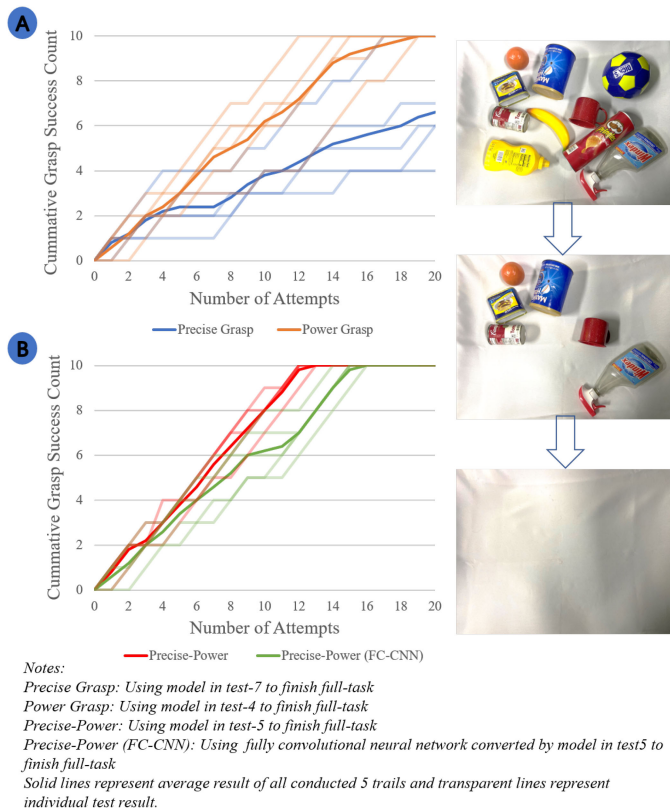 A
Cummative Grasp Success Count
10
8
6
4
2
0
0 2 4 6 8 10 12 14 16 18 20
Number of Attempts
Precise Grasp Power Grasp
B
Cummative Grasp Success Count
10
8
6
4
2
0
0 2 4 6 8 10 12 14 16 18 20
Number of Attempts
Precise-Power Precise-Power (FC-CNN)
Windex
Windex
Notes:
Precise Grasp: Using model in test-7 to finish full-task
Power Grasp: Using model in test-4 to finish full-task
Precise-Power: Using model in test-5 to finish full-task
Precise-Power (FC-CNN): Using fully convolutional neural network converted by model in test5 to
finish full-task
Solid lines represent average result of all conducted 5 trails and transparent lines represent
individual test result.